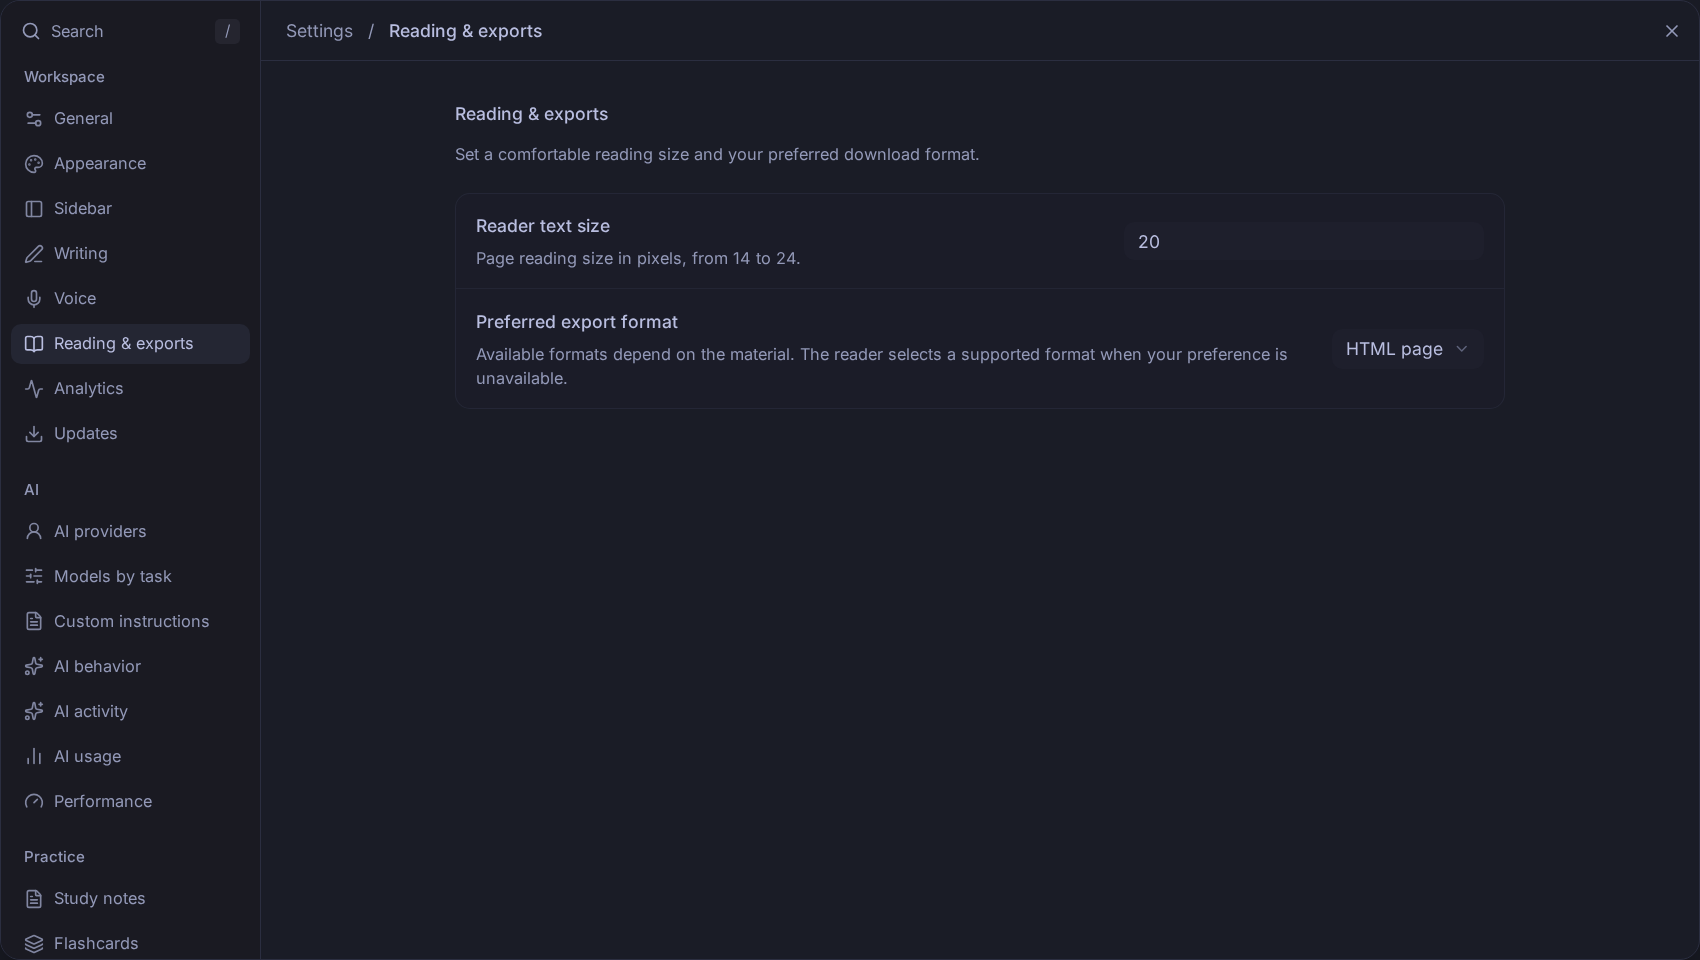 Search /
Workspace
General
Appearance
Sidebar
Writing
Voice
Reading & exports
Analytics
Updates
AI
AI providers
Models by task
Custom instructions
AI behavior
AI activity
AI usage
Performance
Practice
Study notes
Flashcards
Settings / Reading & exports
Reading & exports
Set a comfortable reading size and your preferred download format.
Reader text size
Page reading size in pixels, from 14 to 24.
20
Preferred export format
Available formats depend on the material. The reader selects a supported format when your preference is
unavailable.
HTML page